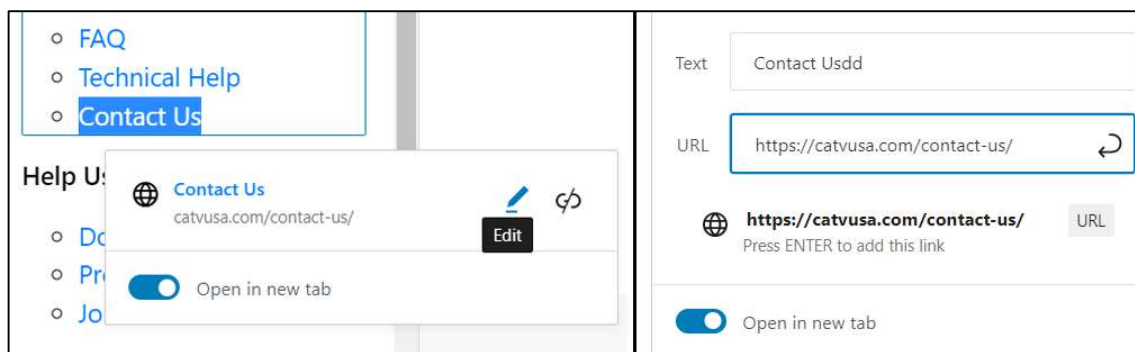 FAQ
Technical Help
Contact Us
Help Us
Contact Us
catvusa.com/contact-us/
Edit
Open in new tab
Text
Contact Usdd
URL
https://catvusa.com/contact-us/
https://catvusa.com/contact-us/
URL
Press ENTER to add this link
Open in new tab